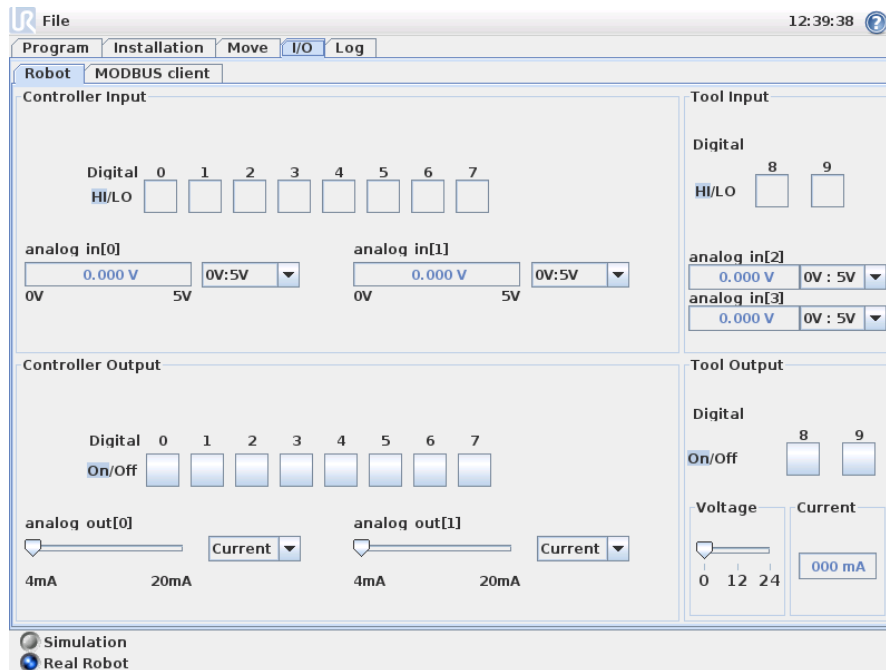 UR File 12:39:38 ?
Program Installation Move I/O Log
Robot MODBUS client
Controller Input
Digital 0 1 2 3 4 5 6 7
HI/LO
analog in[0] analog in[1]
0.000 V 0V:5V 0.000 V 0V:5V
0V 5V 0V 5V
Tool Input
Digital
8 9
HI/LO
analog in[2]
0.000 V 0V : 5V
analog in[3]
0.000 V 0V : 5V
Controller Output
Digital 0 1 2 3 4 5 6 7
On/Off
analog out[0] analog out[1]
Current Current
4mA 20mA 4mA 20mA
Tool Output
Digital
8 9
On/Off
Voltage Current
000 mA
0 12 24
Simulation
Real Robot